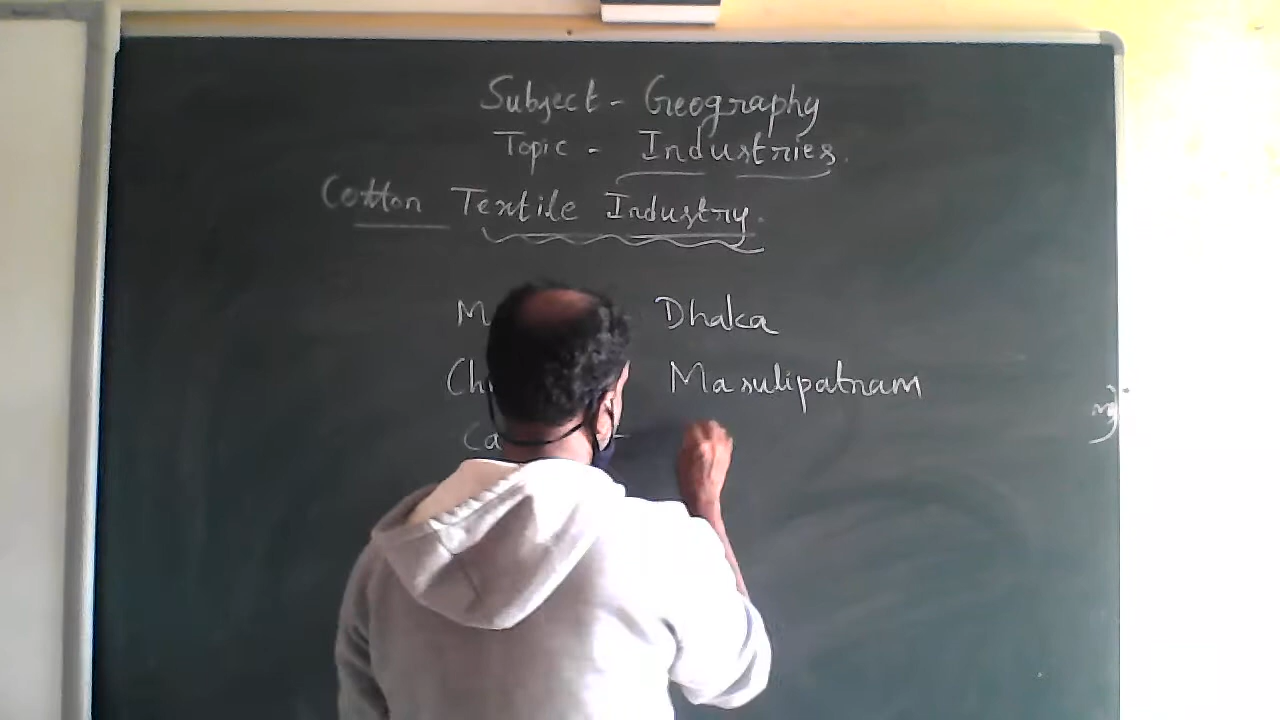 Subject - Geography
Topic - Industries.
Cotton Textile Industry.
M Dhaka
Ch Masulipatnam
Ca -